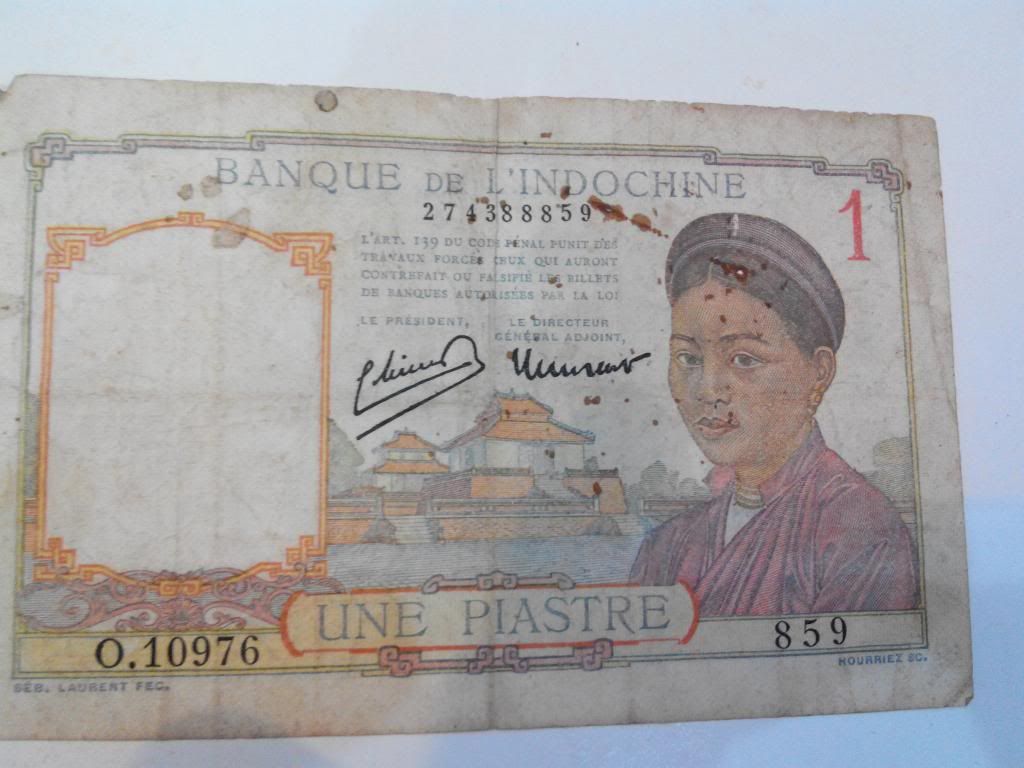 BANQUE DE L'INDOCHINE
274388859
1
L'ART. 139 DU CODE PÉNAL PUNIT DES
TRAVAUX FORCÉS CEUX QUI AURONT
CONTREFAIT OU FALSIFIÉ LES BILLETS
DE BANQUES AUTORISÉES PAR LA LOI
LE PRÉSIDENT,
LE DIRECTEUR
GÉNÉRAL ADJOINT,
UNE PIASTRE
O.10976
859
SÉB. LAURENT FEC.
HOURRIEZ SC.